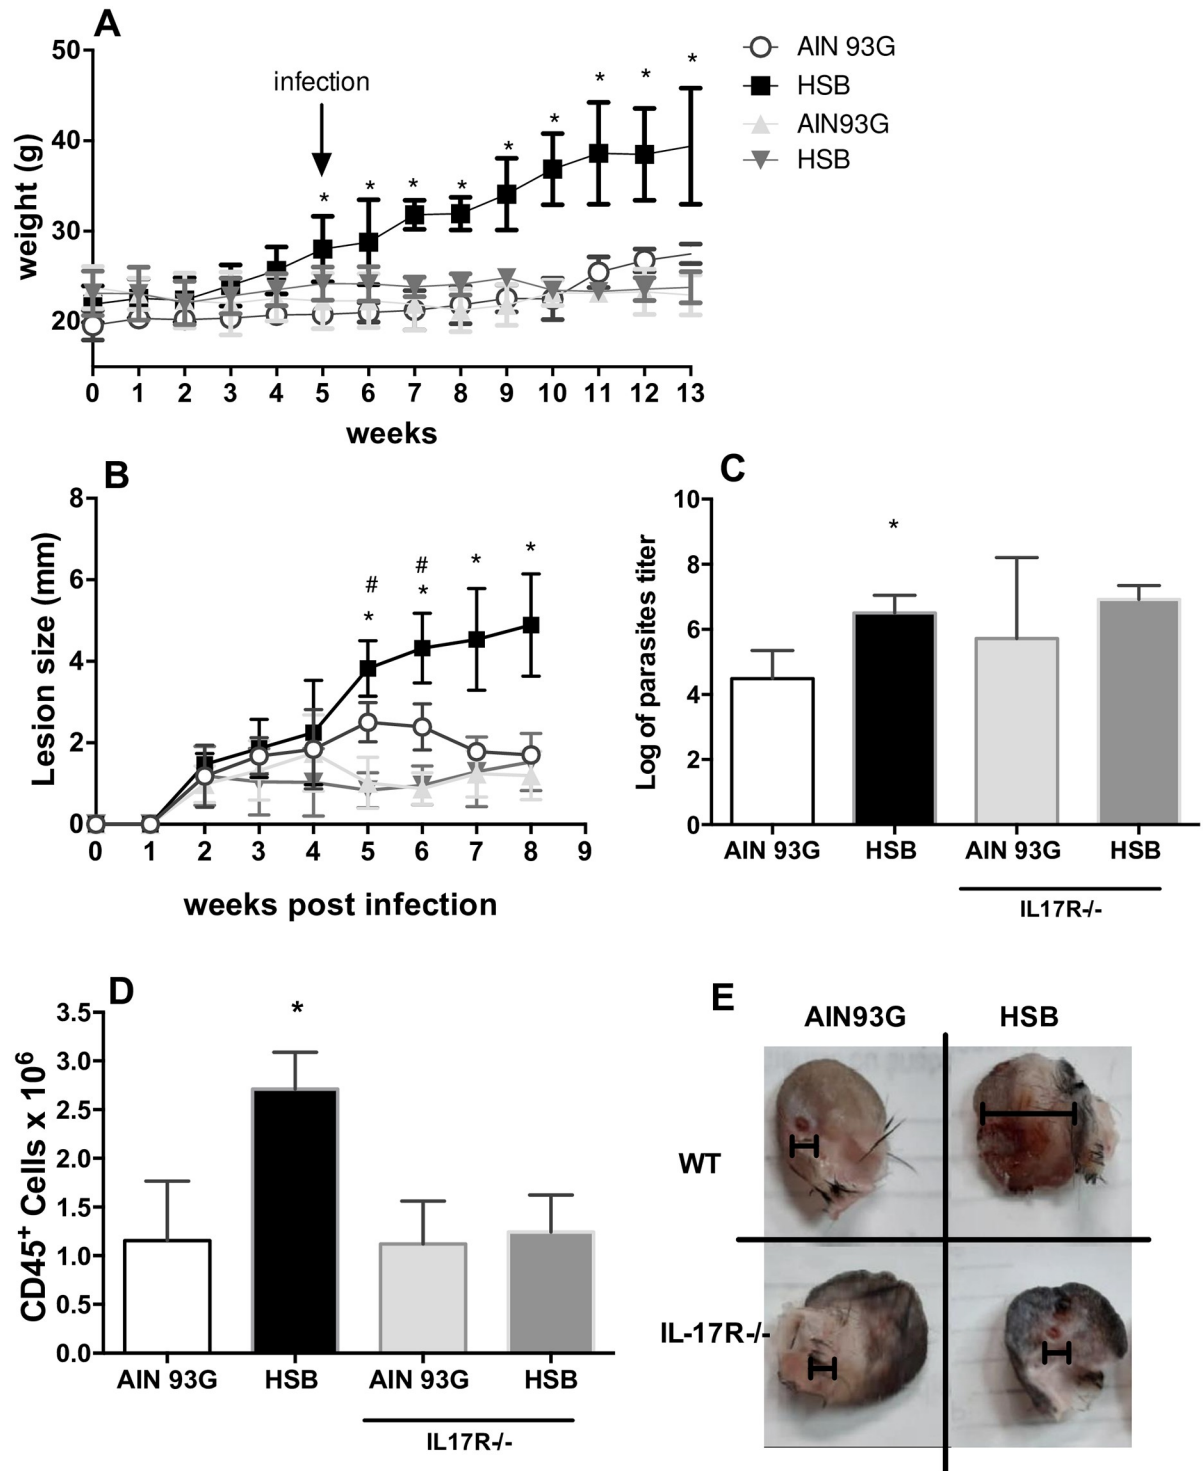 A
50
40
30
20
weight (g)
infection
* * * * * * * * *
0 1 2 3 4 5 6 7 8 9 10 11 12 13
weeks
AIN 93G
HSB
AIN93G
HSB
B
8
6
4
2
0
Lesion size (mm)
# #
* * * *
0 1 2 3 4 5 6 7 8 9
weeks post infection
C
10
8
6
4
2
0
Log of parasites titer
*
AIN 93G HSB AIN 93G HSB
IL17R-/-
D
3.5
3.0
2.5
2.0
1.5
1.0
0.5
0.0
CD45+ Cells x 10⁶
*
AIN 93G HSB AIN 93G HSB
IL17R-/-
E
AIN93G HSB
WT
IL-17R-/-